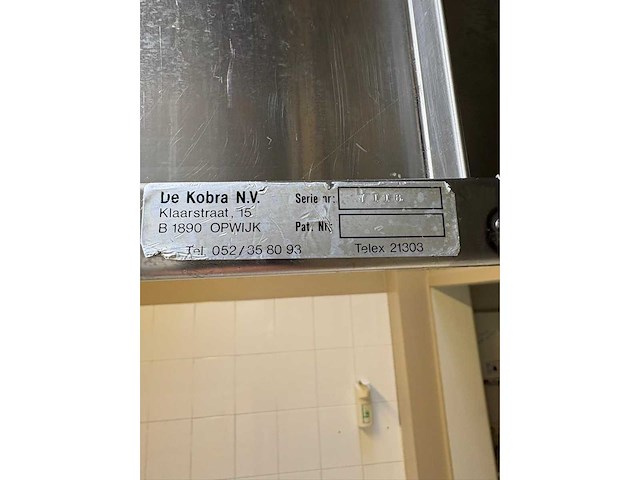 De Kobra N.V. Serie nr:
Klaarstraat, 15
B 1890 OPWIJK Pat. Nr
Tel. 052/35 80 93 Telex 21303